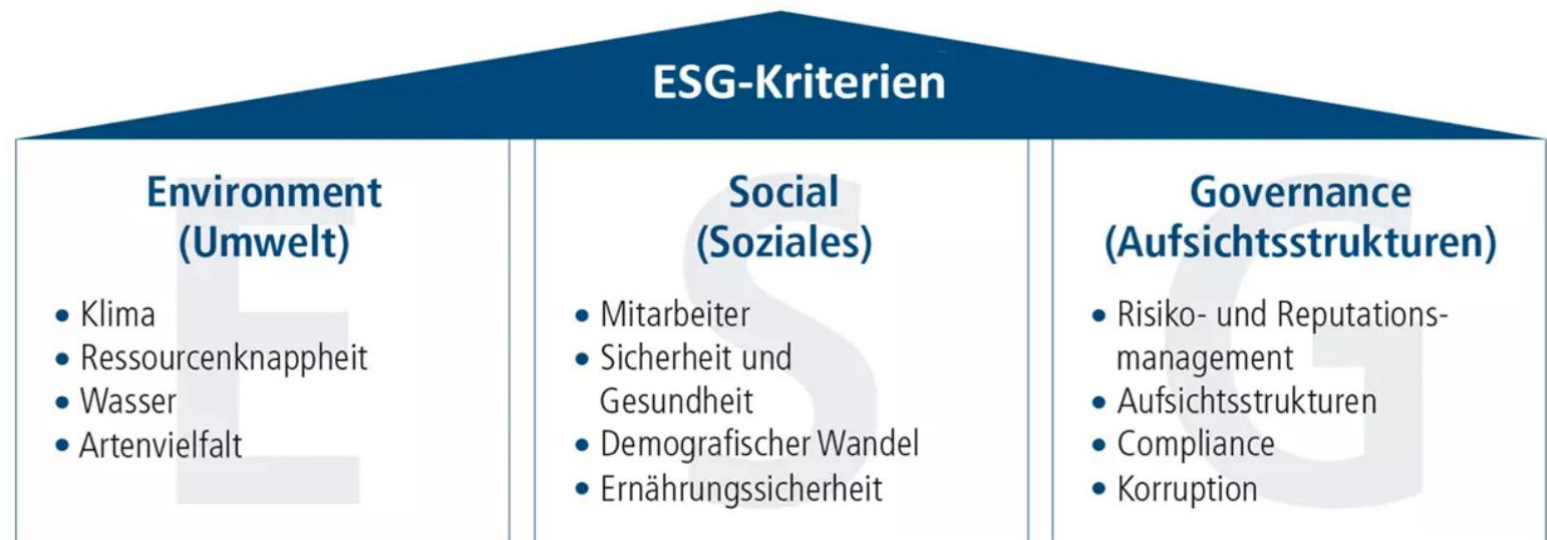 ESG-Kriterien
Environment
(Umwelt)
• Klima
• Ressourcenknappheit
• Wasser
• Artenvielfalt
Social
(Soziales)
• Mitarbeiter
• Sicherheit und
Gesundheit
• Demografischer Wandel
• Ernährungssicherheit
Governance
(Aufsichtsstrukturen)
• Risiko- und Reputations-
management
• Aufsichtsstrukturen
• Compliance
• Korruption
E
S
G